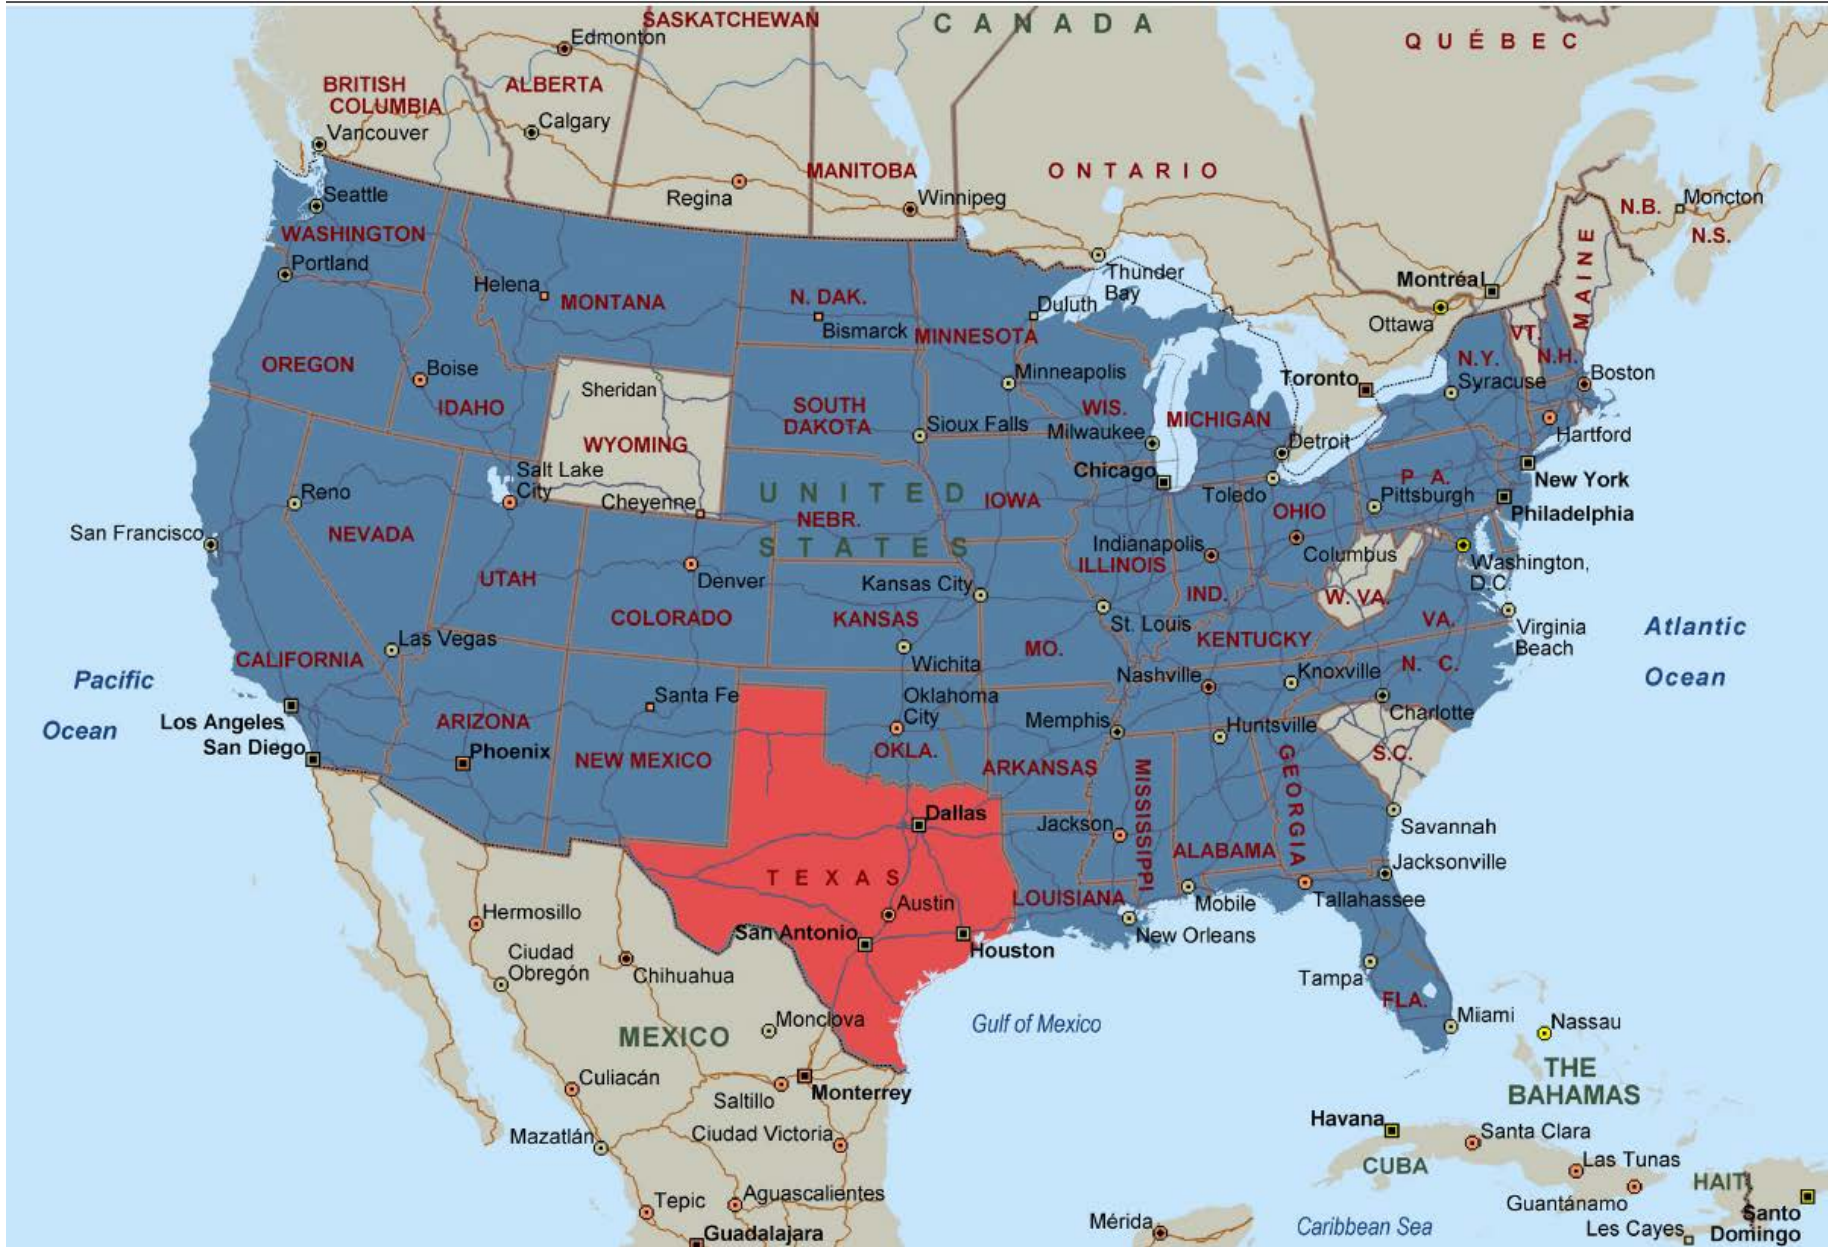 SASKATCHEWAN
CANADA
QUÉBEC
Edmonton
BRITISH
COLUMBIA
ALBERTA
Calgary
Vancouver
MANITOBA
ONTARIO
Regina
Winnipeg
N.B.
Moncton
N.S.
Seattle
WASHINGTON
Portland
Helena
MONTANA
N. DAK.
Bismarck
MINNESOTA
Duluth
Thunder
Bay
Montréal
Ottawa
MAINE
VT.
N.H.
N.Y.
OREGON
Boise
IDAHO
Sheridan
WYOMING
Cheyenne
SOUTH
DAKOTA
Sioux Falls
Minneapolis
WIS.
Milwaukee
MICHIGAN
Toronto
Syracuse
Boston
Hartford
Detroit
Chicago
Toledo
P. A.
Pittsburgh
New York
Philadelphia
Salt Lake
City
Reno
NEVADA
San Francisco
UNITED
STATES
NEBR.
IOWA
OHIO
Indianapolis
Columbus
ILLINOIS
IND.
Washington,
D.C.
UTAH
Denver
COLORADO
Kansas City
KANSAS
St. Louis
W. VA.
VA.
Virginia
Beach
Atlantic
Ocean
Las Vegas
CALIFORNIA
Wichita
MO.
KENTUCKY
N. C.
Nashville
Knoxville
Pacific
Ocean
Los Angeles
San Diego
ARIZONA
Phoenix
Santa Fe
NEW MEXICO
Oklahoma
City
OKLA.
Memphis
Huntsville
Charlotte
ARKANSAS
MISSISSIPPI
GEORGIA
S.C.
Dallas
Jackson
Savannah
ALABAMA
Jacksonville
TEXAS
Austin
LOUISIANA
Mobile
Tallahassee
San Antonio
Houston
New Orleans
Hermosillo
Ciudad
Obregón
Chihuahua
Tampa
FLA.
Miami
Nassau
Monclova
MEXICO
Gulf of Mexico
THE
BAHAMAS
Culiacán
Saltillo
Monterrey
Havana
Santa Clara
Mazatlán
Ciudad Victoria
CUBA
Las Tunas
Guantánamo
HAITI
Tepic
Aguascalientes
Guadalajara
Mérida
Caribbean Sea
Les Cayes
Santo
Domingo